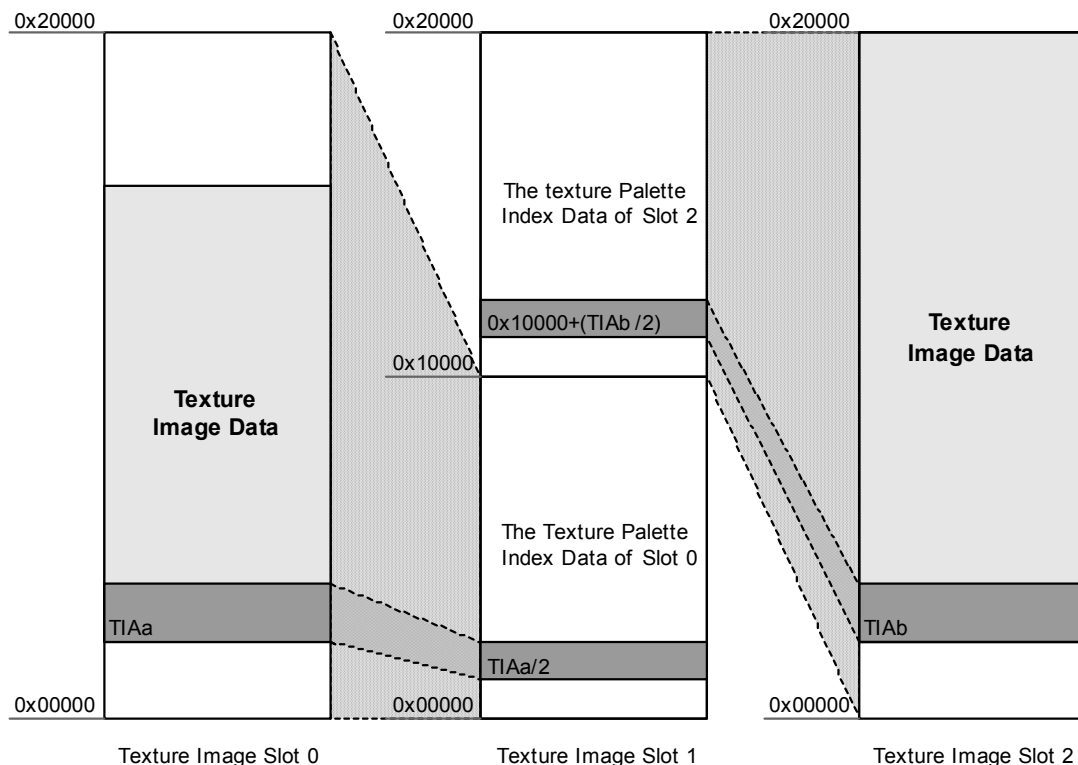 0x20000
0x20000
0x20000
The texture Palette
Index Data of Slot 2
0x10000+(TIAb/2)
Texture
Image Data
0x10000
Texture
Image Data
The Texture Palette
Index Data of Slot 0
TIAa
TIAa/2
TIAb
0x00000
0x00000
0x00000
Texture Image Slot 0
Texture Image Slot 1
Texture Image Slot 2